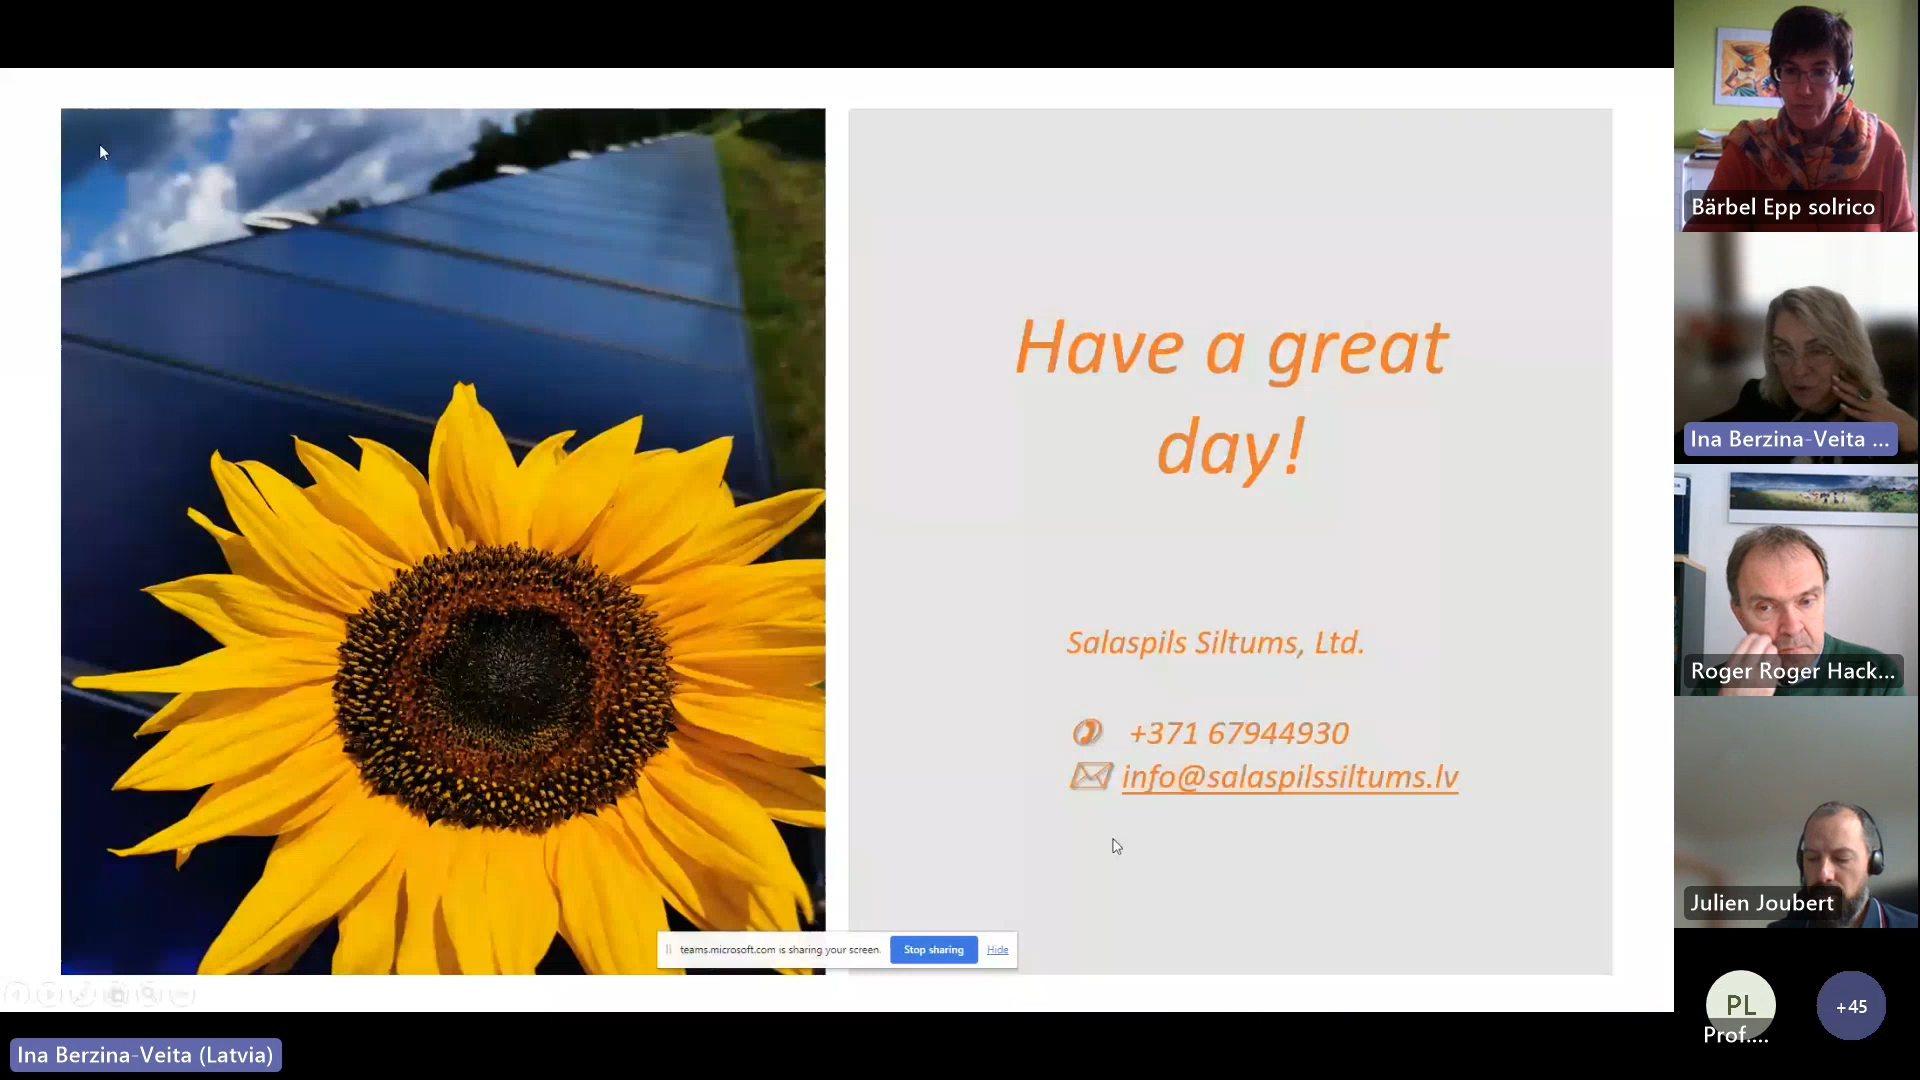 Have a great
day!
Salaspils Siltums, Ltd.
+371 67944930
info@salaspilssiltums.lv
teams.microsoft.com is sharing your screen.
Stop sharing
Hide
Ina Berzina-Veita (Latvia)
Bärbel Epp solrico
Ina Berzina-Veita ...
Roger Roger Hack...
Julien Joubert
PL
Prof....
+45